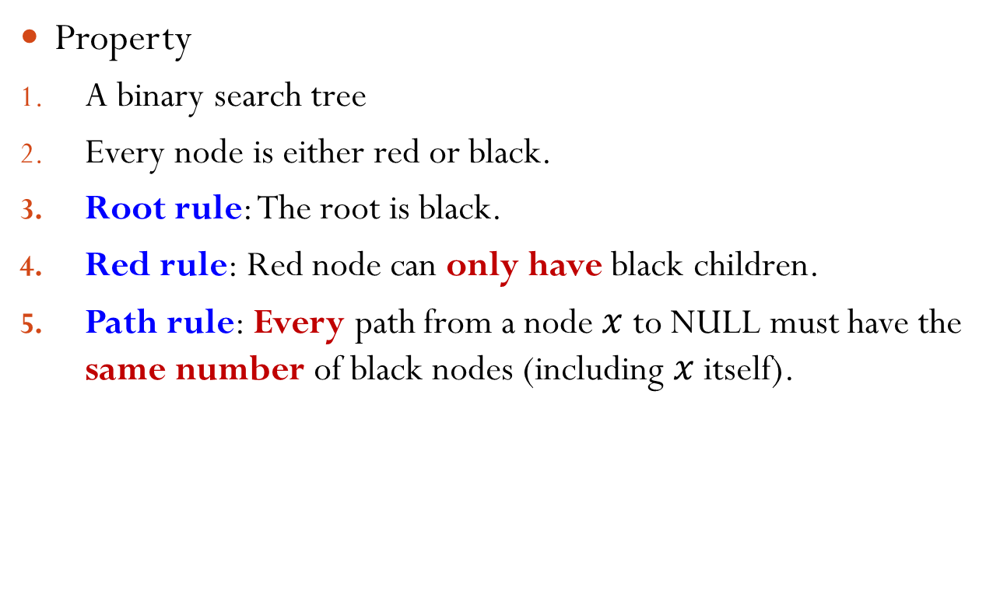 • Property
1. A binary search tree
2. Every node is either red or black.
3. Root rule: The root is black.
4. Red rule: Red node can only have black children.
5. Path rule: Every path from a node 𝑥 to NULL must have the
same number of black nodes (including 𝑥 itself).